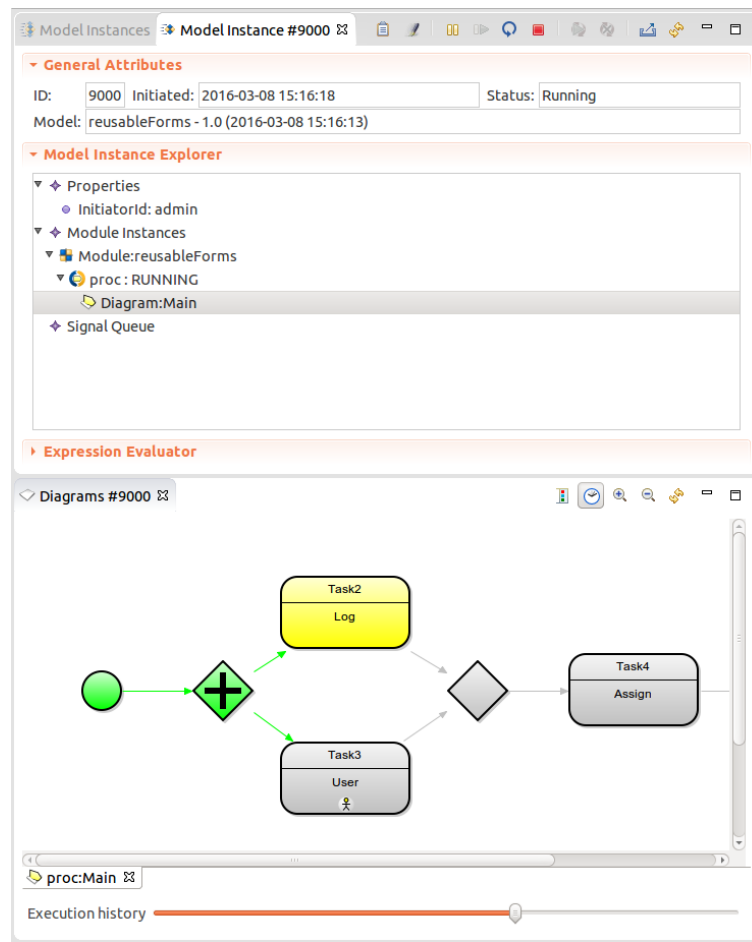 Model Instances Model Instance #9000
General Attributes
ID: 9000 Initiated: 2016-03-08 15:16:18 Status: Running
Model: reusableForms - 1.0 (2016-03-08 15:16:13)
Model Instance Explorer
Properties
InitiatorId: admin
Module Instances
Module:reusableForms
proc : RUNNING
Diagram:Main
Signal Queue
Expression Evaluator
Diagrams #9000
Task2
Log
Task4
Assign
Task3
User
proc:Main
Execution history